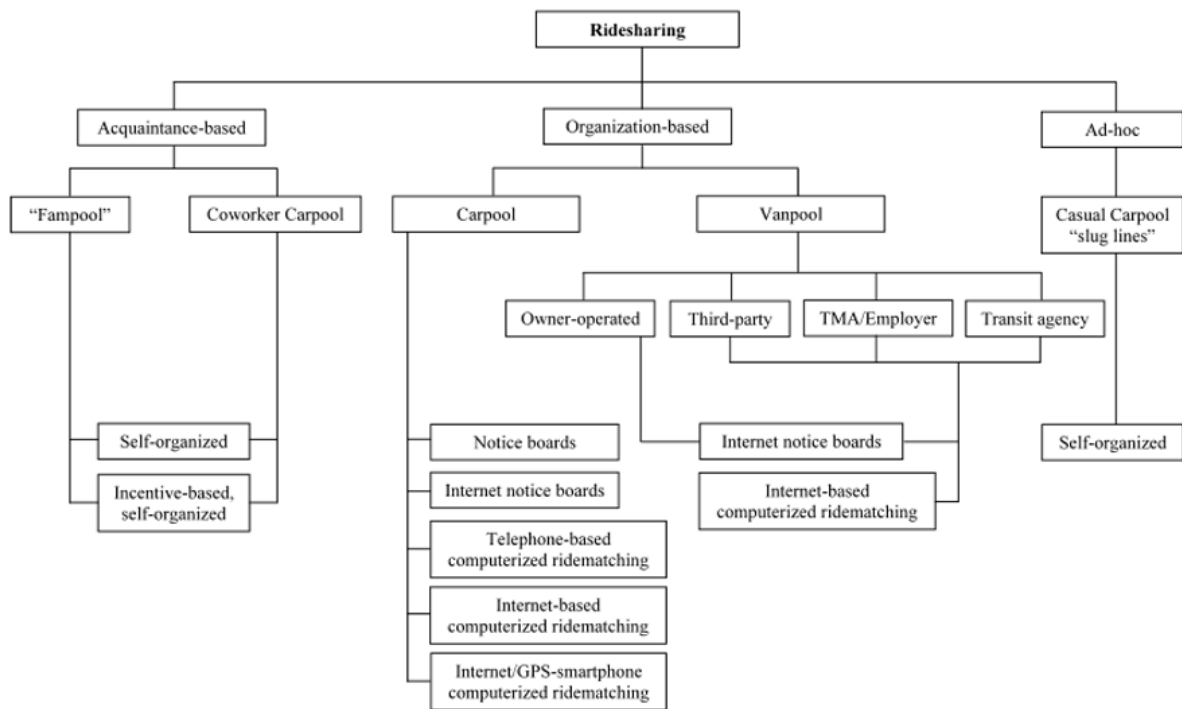 Ridesharing
Acquaintance-based
Organization-based
Ad-hoc
“Fampool”
Coworker Carpool
Carpool
Vanpool
Casual Carpool
“slug lines”
Owner-operated
Third-party
TMA/Employer
Transit agency
Self-organized
Incentive-based,
self-organized
Notice boards
Internet notice boards
Telephone-based
computerized ridematching
Internet-based
computerized ridematching
Internet/GPS-smartphone
computerized ridematching
Internet notice boards
Internet-based
computerized ridematching
Self-organized